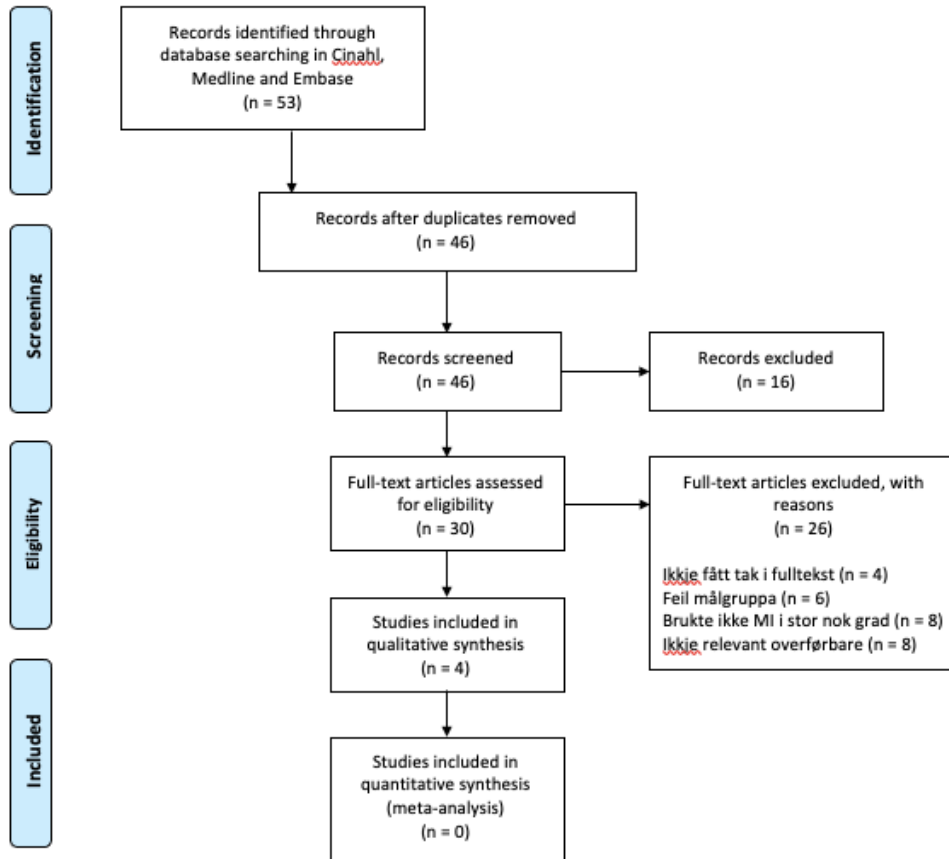 Identification
Records identified through
database searching in Cinahl,
Medline and Embase
(n = 53)
Records after duplicates removed
(n = 46)
Screening
Records screened
(n = 46)
Records excluded
(n = 16)
Eligibility
Full-text articles assessed
for eligibility
(n = 30)
Full-text articles excluded, with
reasons
(n = 26)
Ikkje fått tak i fulltekst (n = 4)
Feil målgruppa (n = 6)
Brukte ikke MI i stor nok grad (n = 8)
Ikkje relevant overførbare (n = 8)
Studies included in
qualitative synthesis
(n = 4)
Included
Studies included in
quantitative synthesis
(meta-analysis)
(n = 0)